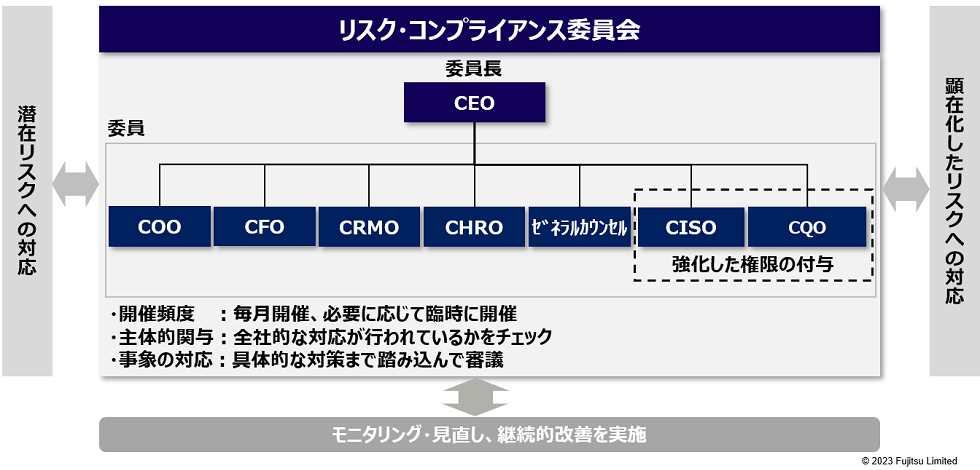 リスク・コンプライアンス委員会
委員長
CEO
委員
COO
CFO
CRMO
CHRO
ｾﾞﾈﾗﾙｶｳﾝｾﾙ
CISO
CQO
強化した権限の付与
・開催頻度 ：毎月開催、必要に応じて臨時に開催
・主体的関与：全社的な対応が行われているかをチェック
・事象の対応：具体的な対策まで踏み込んで審議
潜在リスクへの対応
顕在化したリスクへの対応
モニタリング・見直し、継続的改善を実施
© 2023 Fujitsu Limited